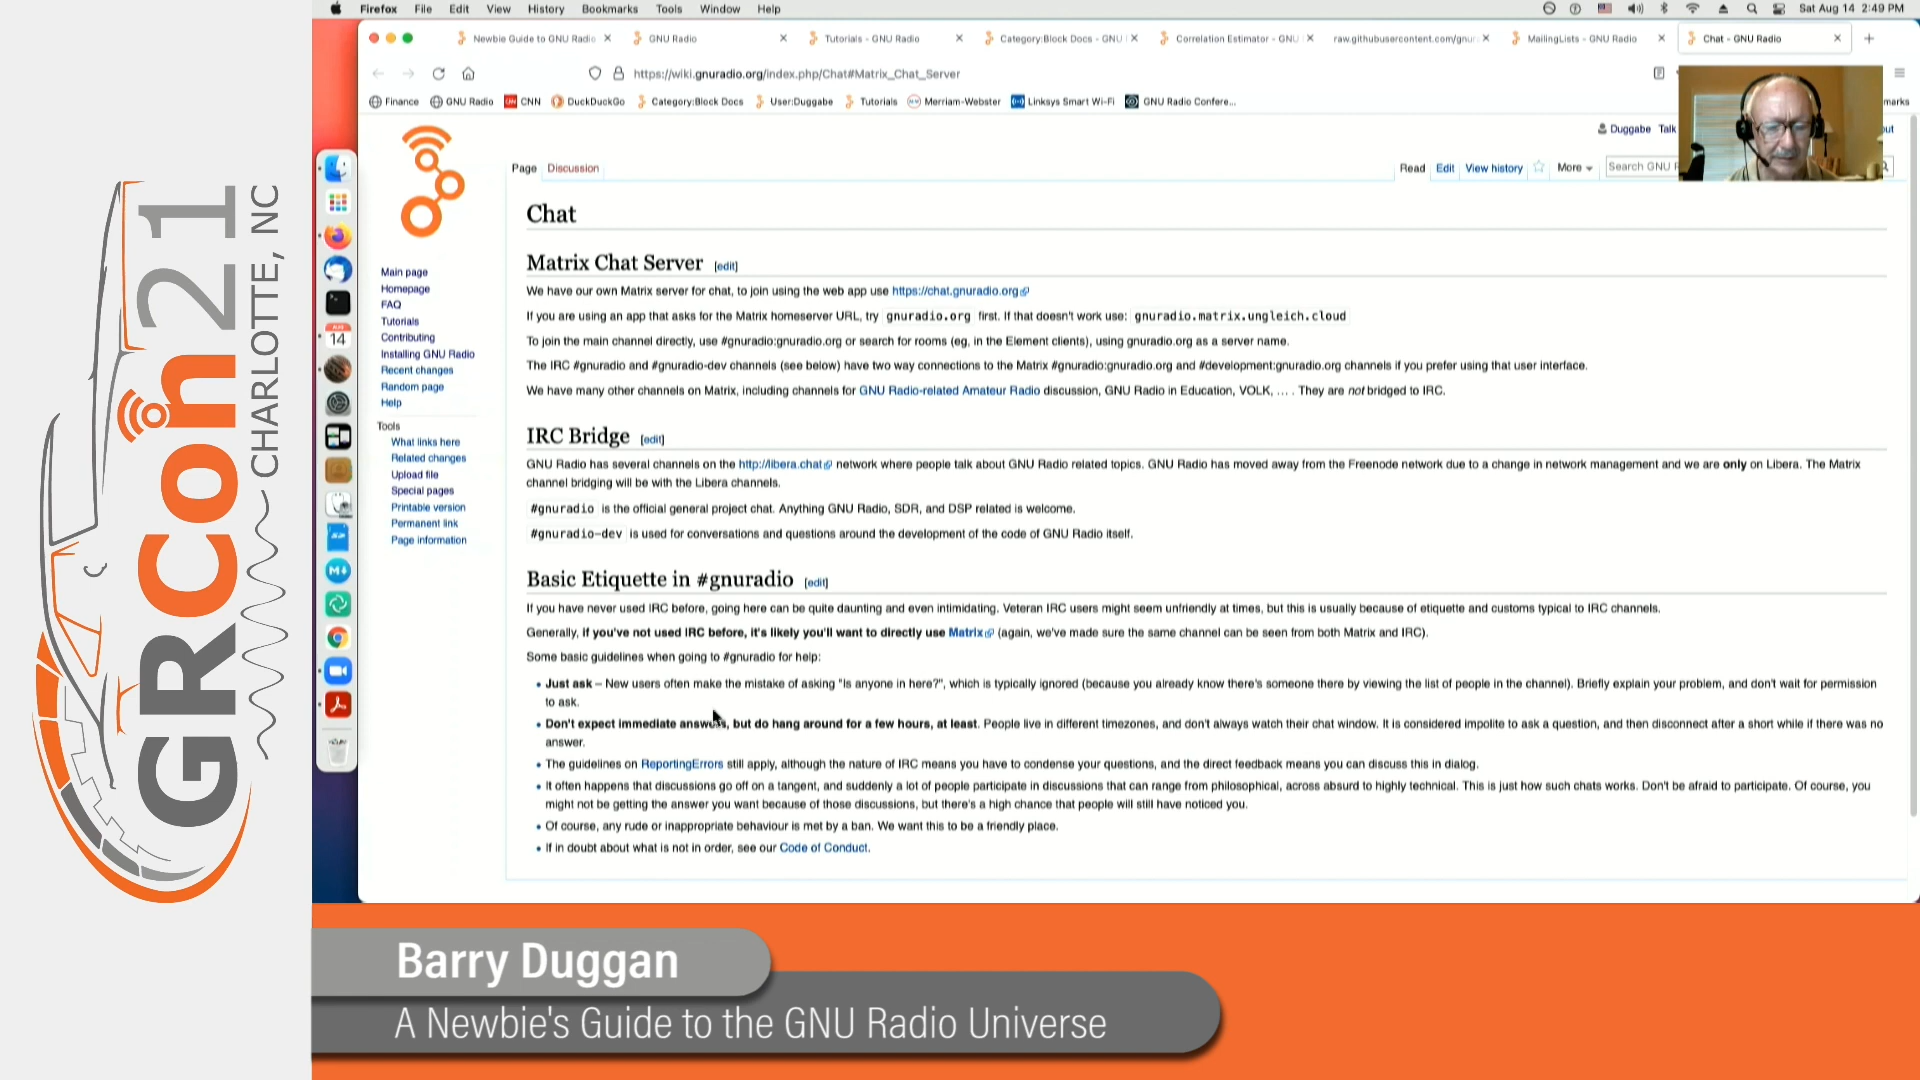 Firefox File Edit View History Bookmarks Tools Window Help Sat Aug 14 2:49 PM
Newbie Guide to GNU Radio GNU Radio Tutorials - GNU Radio Category:Block Docs - GNU Correlation Estimator - GNU raw.githubusercontent.com/gnu MailingLists - GNU Radio Chat - GNU Radio
https://wiki.gnuradio.org/index.php/Chat#Matrix_Chat_Server
Finance GNU Radio CNN DuckDuckGo Category:Block Docs User:Duggabe Tutorials Merriam-Webster Linksys Smart Wi-Fi GNU Radio Confere... marks
Duggabe Talk
Page Discussion Read Edit View history More Search GNU
Chat
Matrix Chat Server [edit]
We have our own Matrix server for chat, to join using the web app use https://chat.gnuradio.org
If you are using an app that asks for the Matrix homeserver URL, try gnuradio.org first. If that doesn't work use: gnuradio.matrix.ungleich.cloud
To join the main channel directly, use #gnuradio:gnuradio.org or search for rooms (eg, in the Element clients), using gnuradio.org as a server name.
The IRC #gnuradio and #gnuradio-dev channels (see below) have two way connections to the Matrix #gnuradio:gnuradio.org and #development:gnuradio.org channels if you prefer using that user interface.
We have many other channels on Matrix, including channels for GNU Radio-related Amateur Radio discussion, GNU Radio in Education, VOLK, ... . They are not bridged to IRC.
IRC Bridge [edit]
GNU Radio has several channels on the http://libera.chat network where people talk about GNU Radio related topics. GNU Radio has moved away from the Freenode network due to a change in network management and we are only on Libera. The Matrix
channel bridging will be with the Libera channels.
#gnuradio is the official general project chat. Anything GNU Radio, SDR, and DSP related is welcome.
#gnuradio-dev is used for conversations and questions around the development of the code of GNU Radio itself.
Basic Etiquette in #gnuradio [edit]
If you have never used IRC before, going here can be quite daunting and even intimidating. Veteran IRC users might seem unfriendly at times, but this is usually because of etiquette and customs typical to IRC channels.
Generally, if you've not used IRC before, it's likely you'll want to directly use Matrix (again, we've made sure the same channel can be seen from both Matrix and IRC).
Some basic guidelines when going to #gnuradio for help:
• Just ask – New users often make the mistake of asking "Is anyone in here?", which is typically ignored (because you already know there's someone there by viewing the list of people in the channel). Briefly explain your problem, and don't wait for permission
to ask.
• Don't expect immediate answers, but do hang around for a few hours, at least. People live in different timezones, and don't always watch their chat window. It is considered impolite to ask a question, and then disconnect after a short while if there was no
answer.
• The guidelines on ReportingErrors still apply, although the nature of IRC means you have to condense your questions, and the direct feedback means you can discuss this in dialog.
• It often happens that discussions go off on a tangent, and suddenly a lot of people participate in discussions that can range from philosophical, across absurd to highly technical. This is just how such chats works. Don't be afraid to participate. Of course, you
might not be getting the answer you want because of those discussions, but there's a high chance that people will still have noticed you.
• Of course, any rude or inappropriate behaviour is met by a ban. We want this to be a friendly place.
• If in doubt about what is not in order, see our Code of Conduct.
Main page
Homepage
FAQ
Tutorials
Contributing
Installing GNU Radio
Recent changes
Random page
Help
Tools
What links here
Related changes
Upload file
Special pages
Printable version
Permanent link
Page information
14
GRCon21
CHARLOTTE, NC
Barry Duggan
A Newbie's Guide to the GNU Radio Universe